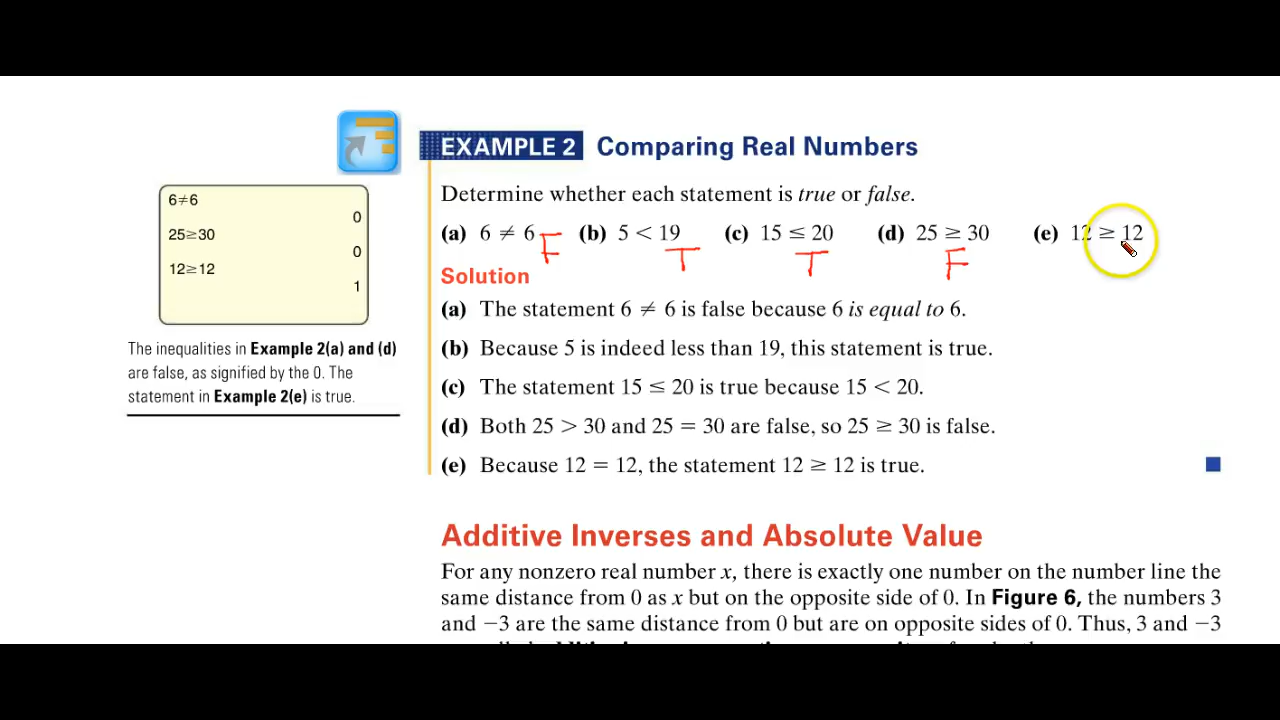 EXAMPLE 2 Comparing Real Numbers
Determine whether each statement is true or false.
(a) 6 ≠ 6 F (b) 5 < 19 T (c) 15 ≤ 20 T (d) 25 ≥ 30 F (e) 12 ≥ 12
Solution
(a) The statement 6 ≠ 6 is false because 6 is equal to 6.
(b) Because 5 is indeed less than 19, this statement is true.
(c) The statement 15 ≤ 20 is true because 15 < 20.
(d) Both 25 > 30 and 25 = 30 are false, so 25 ≥ 30 is false.
(e) Because 12 = 12, the statement 12 ≥ 12 is true.
6≠6
0
25≥30
0
12≥12
1
The inequalities in Example 2(a) and (d)
are false, as signified by the 0. The
statement in Example 2(e) is true.
Additive Inverses and Absolute Value
For any nonzero real number x, there is exactly one number on the number line the
same distance from 0 as x but on the opposite side of 0. In Figure 6, the numbers 3
and −3 are the same distance from 0 but are on opposite sides of 0. Thus, 3 and −3